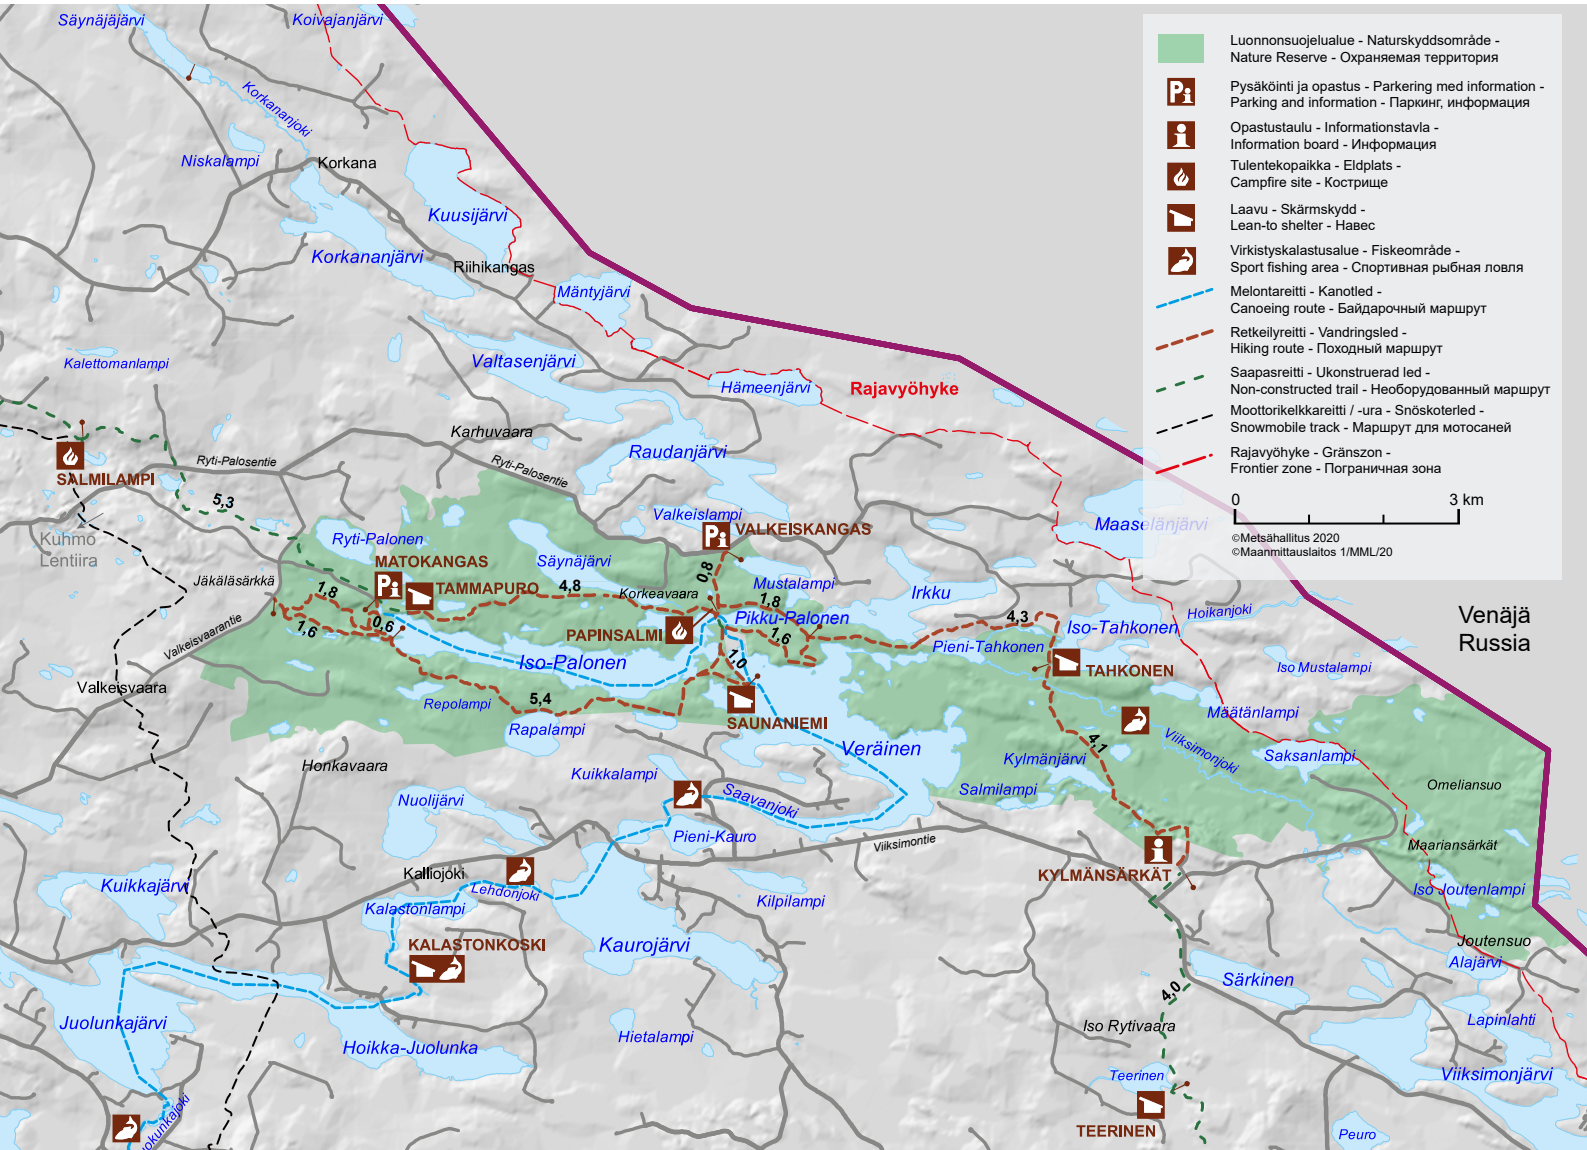 Säynäjäjärvi
Koivajanjärvi
Korkananjoki
Niskalampi
Korkana
Kuusijärvi
Korkananjärvi
Riihikangas
Mäntyjärvi
Valtasenjärvi
Kalettomanlampi
Hämeenjärvi
Rajavyöhyke
Karhuvaara
Raudanjärvi
Ryti-Palosentie
Ryti-Palosentie
SALMILAMPI
5,3
Valkeislampi
VALKEISKANGAS
Maaselänjärvi
Kuhmo
Lentiira
Ryti-Palonen
MATOKANGAS
Säynäjärvi
Jäkäläsärkkä
1,8
TAMMAPURO
4,8
Korkeavaara
0,8
Mustalampi
1,8
Irkku
Pikku-Palonen
4,3
Iso-Tahkonen
Hoikanjoki
1,6
0,6
PAPINSALMI
1,6
Valkeisvaarantie
Iso-Palonen
1,0
Pieni-Tahkonen
TAHKONEN
Iso Mustalampi
Valkeisvaara
Repolampi
5,4
Rapalampi
SAUNANIEMI
Määtänlampi
Veräinen
4,1
Viiksimonjoki
Saksanlampi
Honkavaara
Kuikkalampi
Kylmänjärvi
Salmilampi
Omeliansuo
Nuolijärvi
Saavanjoki
Pieni-Kauro
Viiksimontie
Maariansärkät
Kalliojoki
Lehdonjoki
KYLMÄNSÄRKÄT
Iso Joutenlampi
Kuikkajärvi
Kalastonlampi
Kilpilampi
KALASTONKOSKI
Kaurojärvi
Joutensuo
Alajärvi
Särkinen
4,0
Juolunkajärvi
Hoikka-Juolunka
Hietalampi
Iso Rytivaara
Lapinlahti
Teerinen
Viiksimonjärvi
TEERINEN
Peuro
Venäjä
Russia
Luonnonsuojelualue - Naturskyddsområde -
Nature Reserve - Охраняемая территория
Pysäköinti ja opastus - Parkering med information -
Parking and information - Паркинг, информация
Opastustaulu - Informationstavla -
Information board - Информация
Tulentekopaikka - Eldplats -
Campfire site - Кострище
Laavu - Skärmskydd -
Lean-to shelter - Навес
Virkistyskalastusalue - Fiskeområde -
Sport fishing area - Спортивная рыбная ловля
Melontareitti - Kanotled -
Canoeing route - Байдарочный маршрут
Retkeilyreitti - Vandringsled -
Hiking route - Походный маршрут
Saapasreitti - Ukonstruerad led -
Non-constructed trail - Необорудованный маршрут
Moottorikelkkareitti / -ura - Snöskoterled -
Snowmobile track - Маршрут для мотосаней
Rajavyöhyke - Gränszon -
Frontier zone - Пограничная зона
0 3 km
©Metsähallitus 2020
©Maanmittauslaitos 1/MML/20